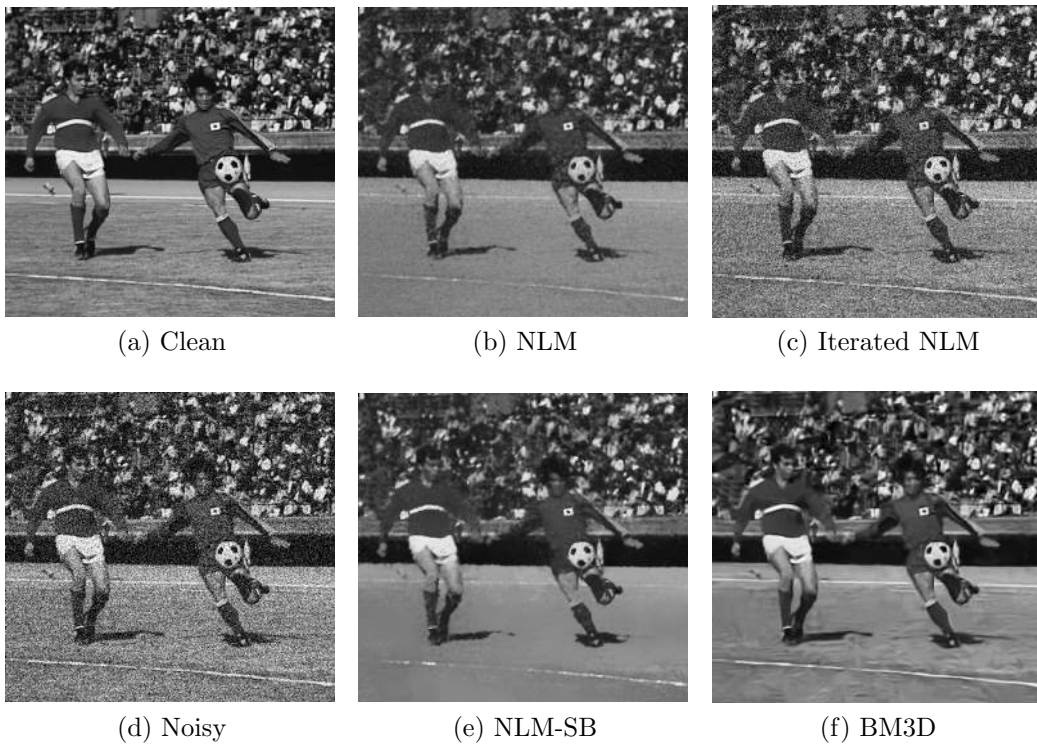 (a) Clean
(b) NLM
(c) Iterated NLM
(d) Noisy
(e) NLM-SB
(f) BM3D